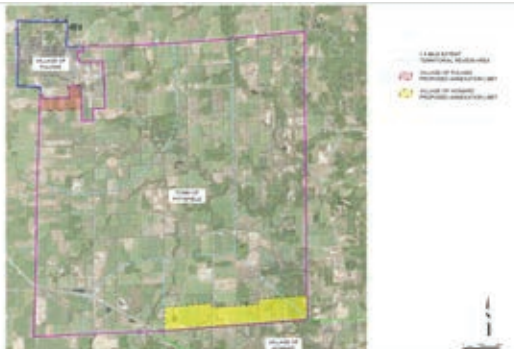 VILLAGE OF
PULASKI
TOWN OF
PITTSFIELD
VILLAGE OF
1.5 MILE EXTENT
TERRITORIAL REVIEW AREA
VILLAGE OF PULASKI
PROPOSED ANNEXATION LIMIT
VILLAGE OF HOWARD
PROPOSED ANNEXATION LIMIT